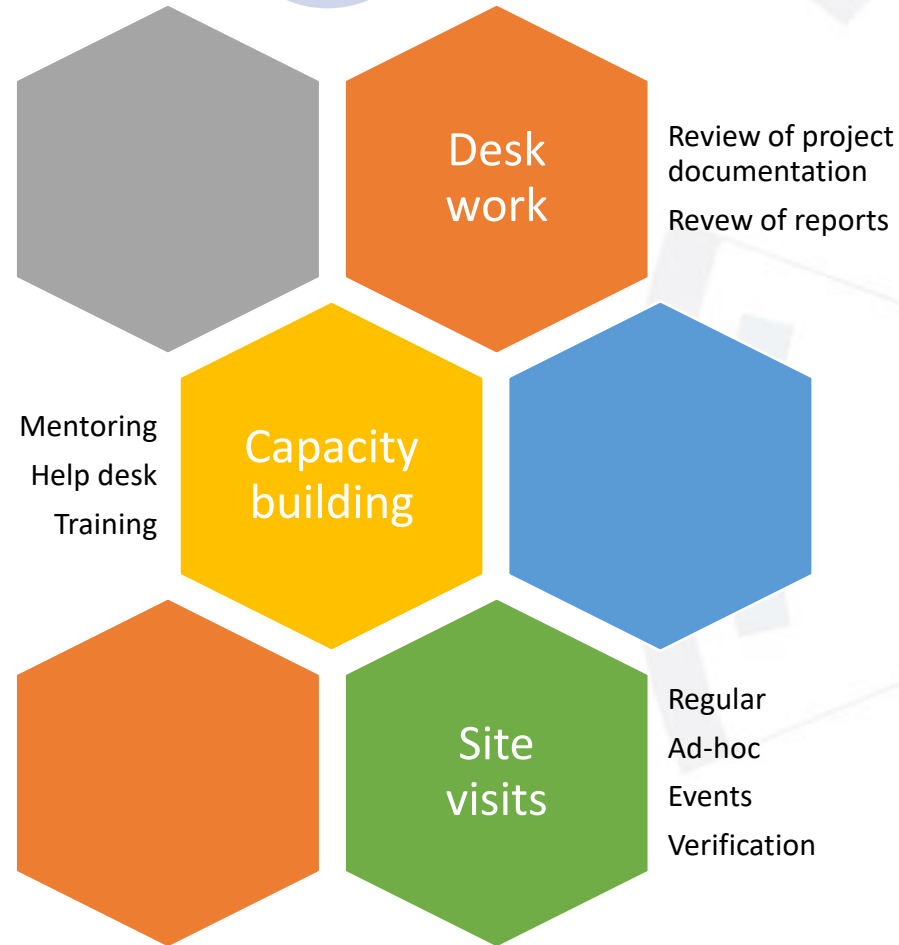 Desk
work
Review of project
documentation
Revew of reports
Mentoring
Help desk
Training
Capacity
building
Site
visits
Regular
Ad-hoc
Events
Verification